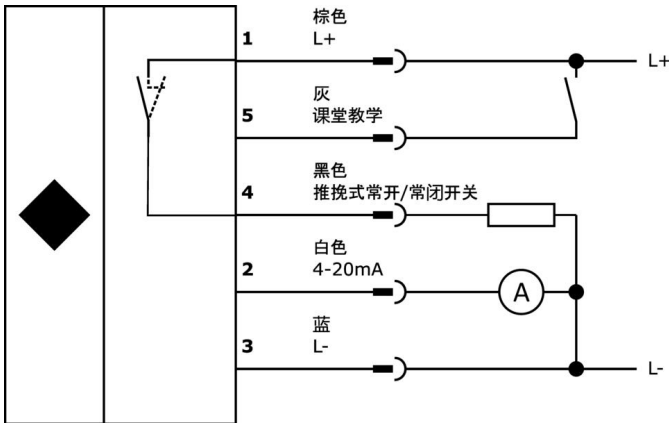 棕色
1 L+
L+
灰
5 课堂教学
黑色
4 推挽式常开/常闭开关
白色
2 4-20mA
A
蓝
3 L-
L-